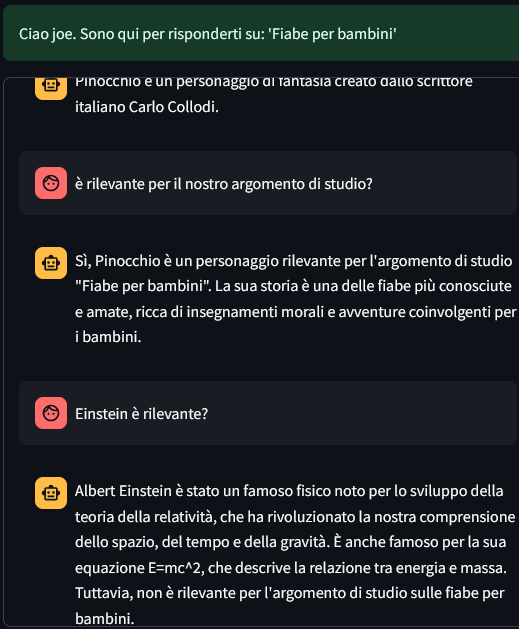 Ciao joe. Sono qui per risponderti su: 'Fiabe per bambini'
Pinocchio è un personaggio di fantasia creato dallo scrittore
italiano Carlo Collodi.
è rilevante per il nostro argomento di studio?
Sì, Pinocchio è un personaggio rilevante per l'argomento di studio
"Fiabe per bambini". La sua storia è una delle fiabe più conosciute
e amate, ricca di insegnamenti morali e avventure coinvolgenti per
i bambini.
Einstein è rilevante?
Albert Einstein è stato un famoso fisico noto per lo sviluppo della
teoria della relatività, che ha rivoluzionato la nostra comprensione
dello spazio, del tempo e della gravità. È anche famoso per la sua
equazione E=mc^2, che descrive la relazione tra energia e massa.
Tuttavia, non è rilevante per l'argomento di studio sulle fiabe per
bambini.